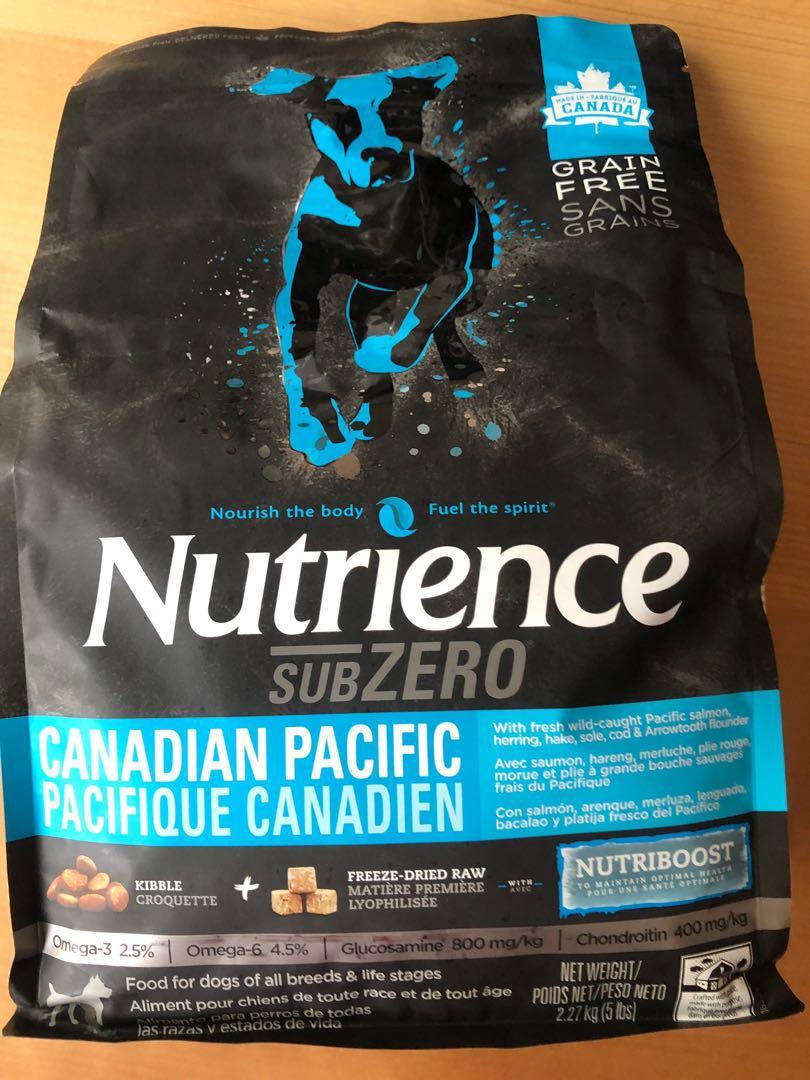 DELIVERED FRESH
MADE IN - FABRIQUÉ AU
CANADA
GRAIN
FREE
SANS
GRAINS
Nourish the body
Fuel the spirit®
Nutrience
SUBZERO®
CANADIAN PACIFIC
PACIFIQUE CANADIEN
With fresh wild-caught Pacific salmon,
herring, hake, sole, cod & Arrowtooth flounder
Avec saumon, hareng, merluche, plie rouge,
morue et plie à grande bouche sauvages
frais du Pacifique
Con salmón, arenque, merluza, lenguado,
bacalao y platija fresco del Pacífico
KIBBLE
CROQUETTE
+
FREEZE-DRIED RAW
MATIÈRE PREMIÈRE
LYOPHILISÉE
WITH
AVEC
NUTRIBOOST
TO MAINTAIN OPTIMAL HEALTH
POUR UNE SANTÉ OPTIMALE
Omega-3 2.5% | Omega-6 4.5% | Glucosamine 800 mg/kg | Chondroitin 400 mg/kg
Food for dogs of all breeds & life stages
Aliment pour chiens de toute race et de tout âge
Alimento para perros de todas
las razas y estados de vida
NET WEIGHT/
POIDS NET/PESO NETO
2.27 kg (5 lbs)
Crafted with
made with